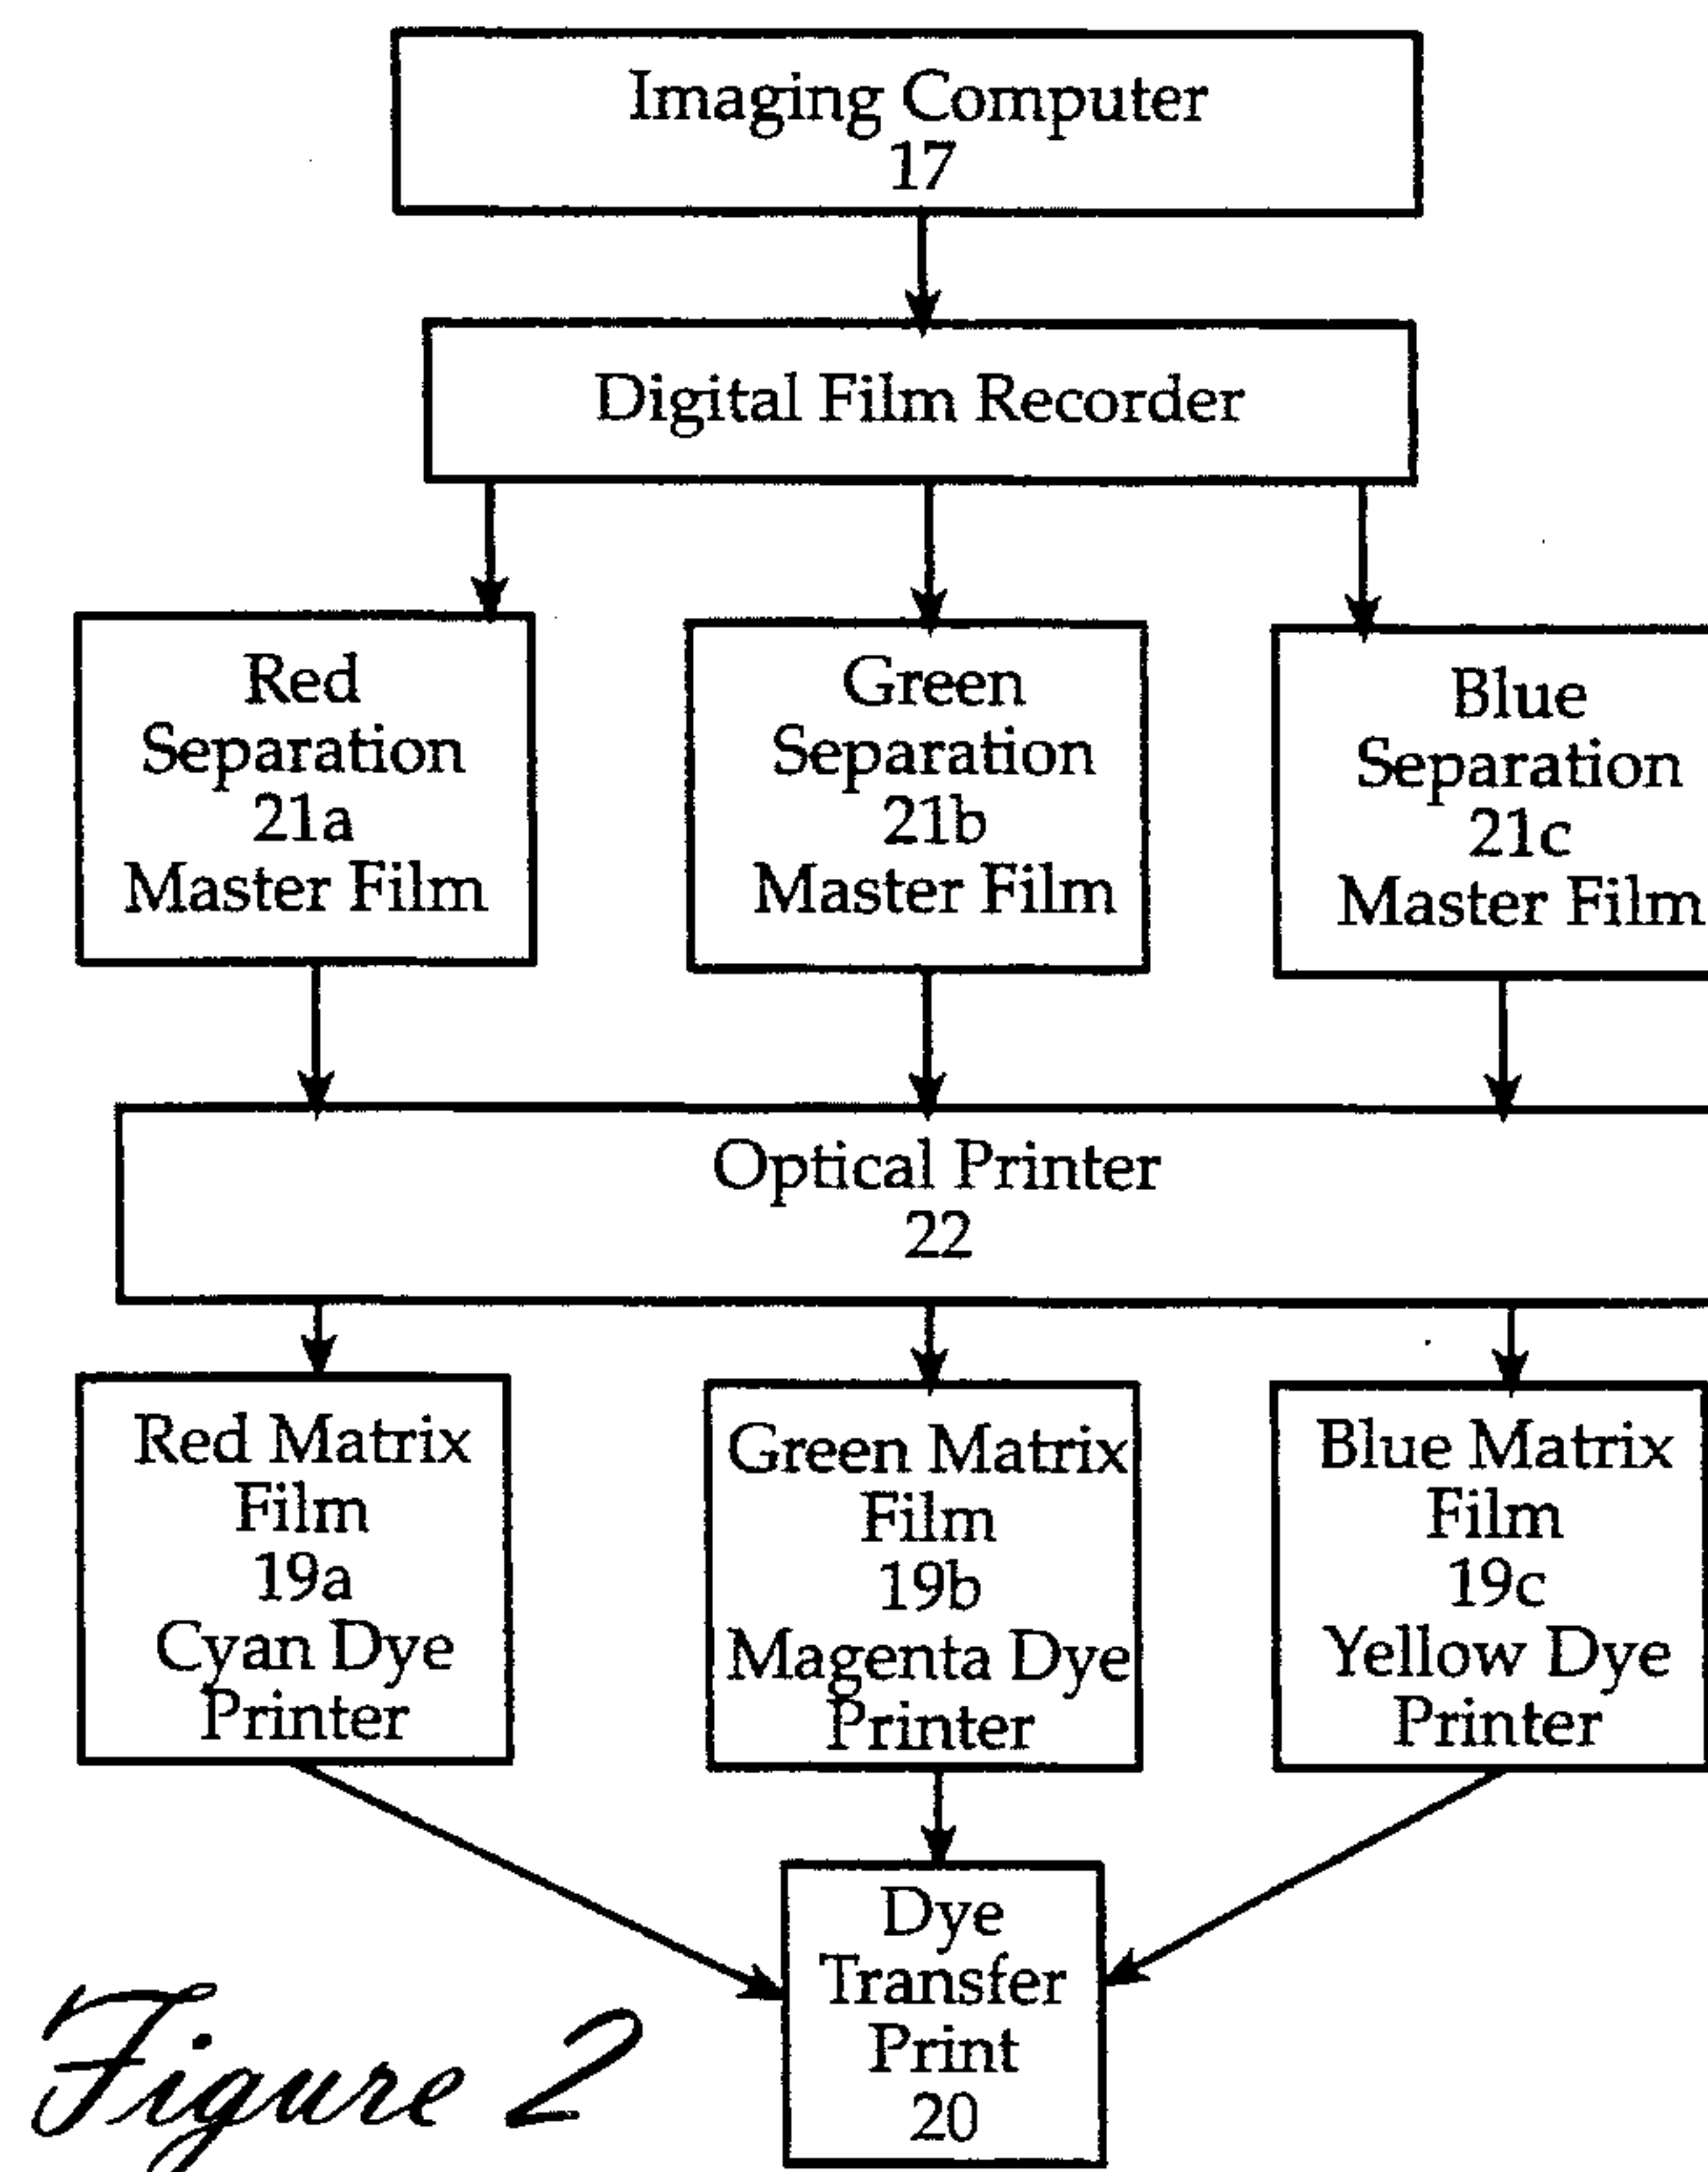 Imaging Computer
17
Digital Film Recorder
Red
Separation
21a
Master Film
Green
Separation
21b
Master Film
Blue
Separation
21c
Master Film
Optical Printer
22
Red Matrix
Film
19a
Cyan Dye
Printer
Green Matrix
Film
19b
Magenta Dye
Printer
Blue Matrix
Film
19c
Yellow Dye
Printer
Dye
Transfer
Print
20
Figure 2